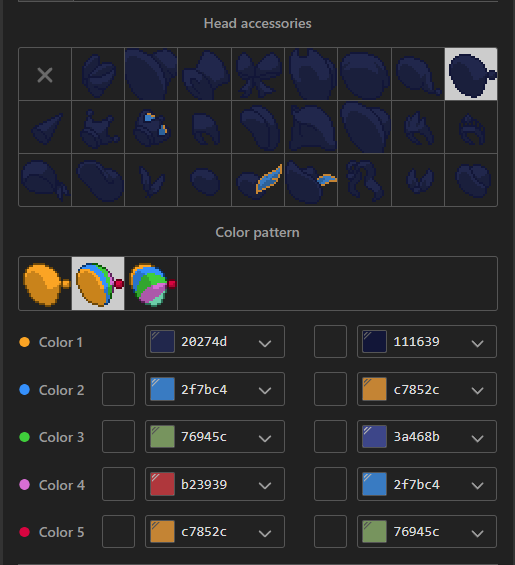 Head accessories
Color pattern
Color 1 20274d 111639
Color 2 2f7bc4 c7852c
Color 3 76945c 3a468b
Color 4 b23939 2f7bc4
Color 5 c7852c 76945c